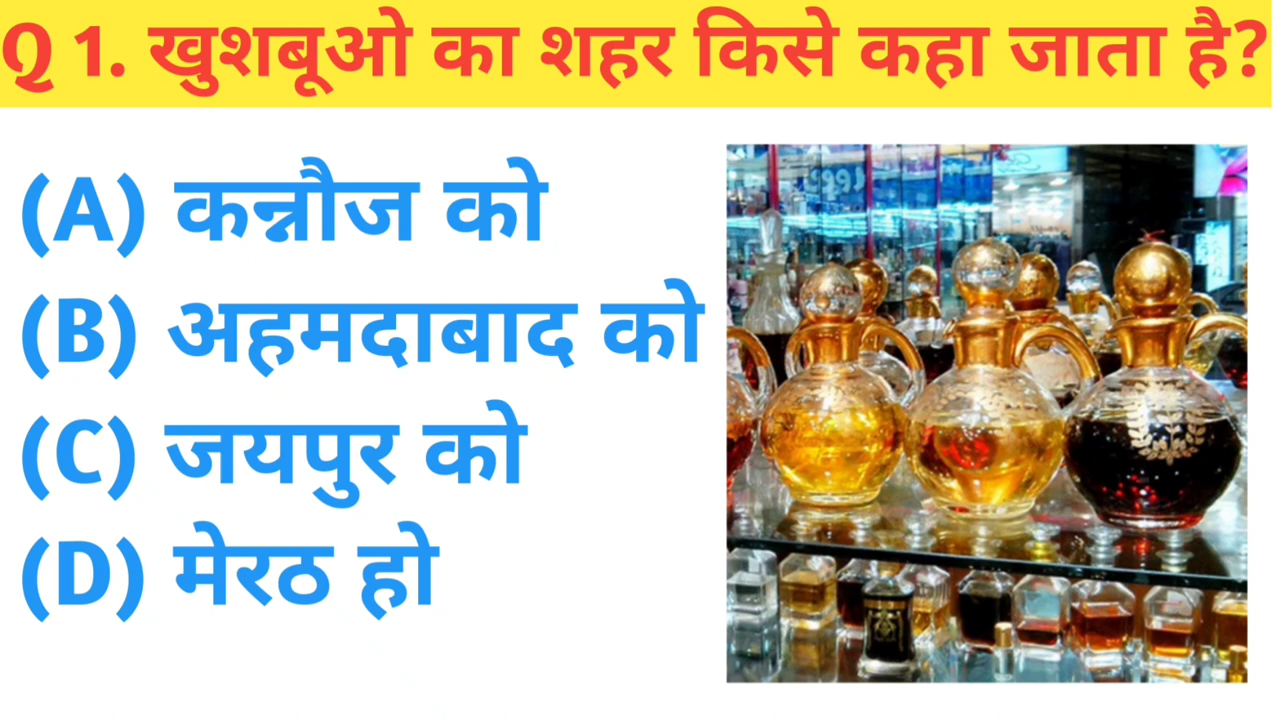 Q 1. खुशबूओ का शहर किसे कहा जाता है?
(A) कन्नौज को
(B) अहमदाबाद को
(C) जयपुर को
(D) मेरठ हो